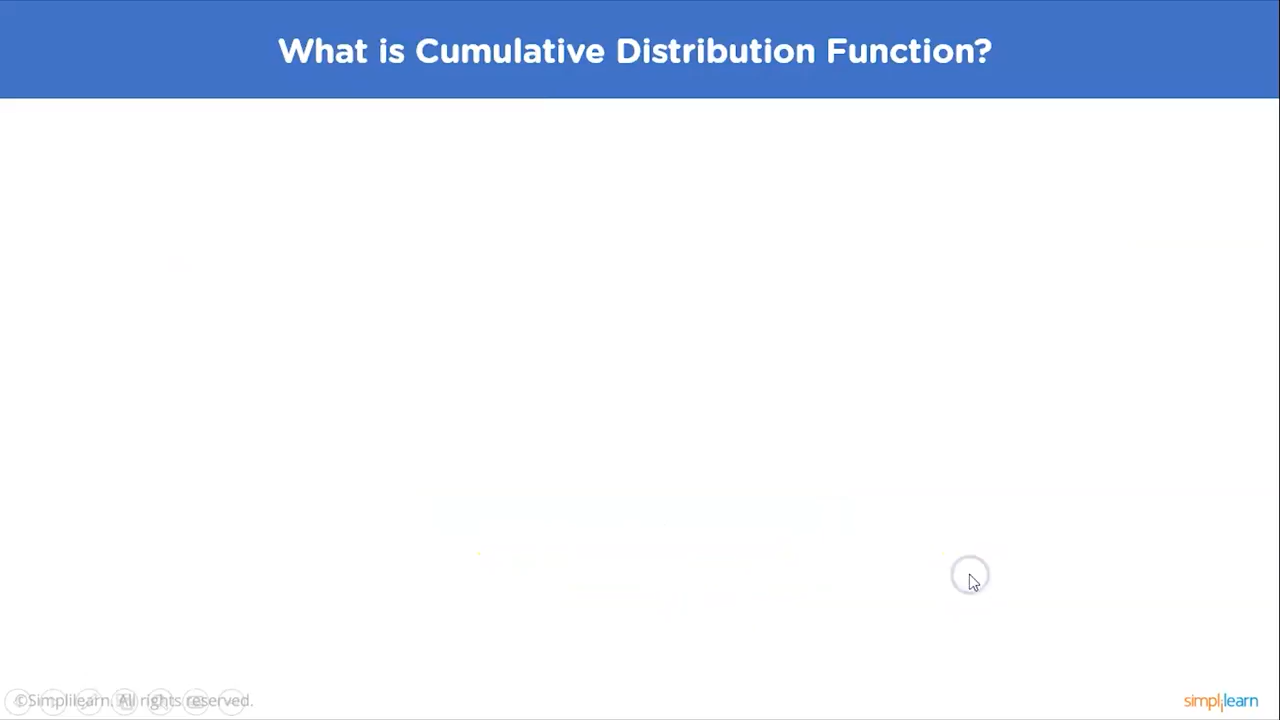 What is Cumulative Distribution Function?
©Simplilearn. All rights reserved.
simplilearn